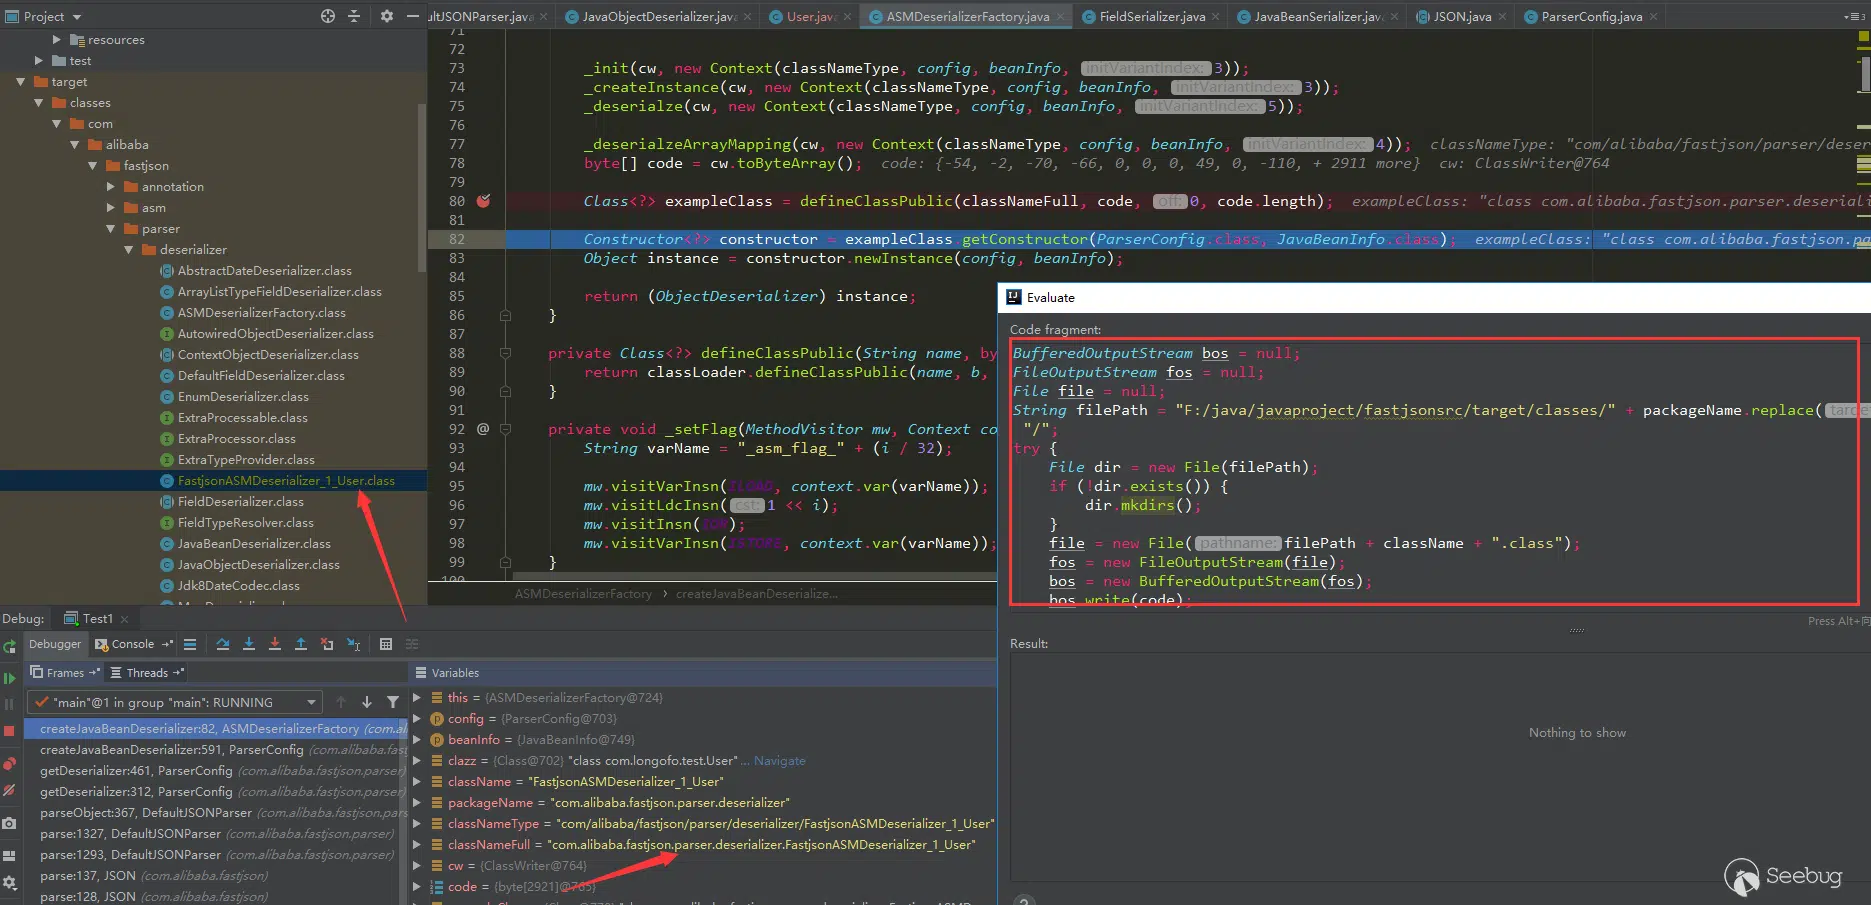 Project
ultJSONParser.java
JavaObjectDeserializer.java
User.java
ASMDeserializerFactory.java
FieldSerializer.java
JavaBeanSerializer.java
JSON.java
ParserConfig.java
resources
test
target
classes
com
alibaba
fastjson
annotation
asm
parser
deserializer
AbstractDateDeserializer.class
ArrayListTypeFieldDeserializer.class
ASMDeserializerFactory.class
AutowiredObjectDeserializer.class
ContextObjectDeserializer.class
DefaultFieldDeserializer.class
EnumDeserializer.class
ExtraProcessable.class
ExtraProcessor.class
ExtraTypeProvider.class
FastjsonASMDeserializer_1_User.class
FieldDeserializer.class
FieldTypeResolver.class
JavaBeanDeserializer.class
JavaObjectDeserializer.class
Jdk8DateCodec.class
71
72
73 _init(cw, new Context(classNameType, config, beanInfo, initVariantIndex: 3));
74 _createInstance(cw, new Context(classNameType, config, beanInfo, initVariantIndex: 3));
75 _deserialze(cw, new Context(classNameType, config, beanInfo, initVariantIndex: 5));
76
77 _deserialzeArrayMapping(cw, new Context(classNameType, config, beanInfo, initVariantIndex: 4)); classNameType: "com/alibaba/fastjson/parser/deser
78 byte[] code = cw.toByteArray(); code: {-54, -2, -70, -66, 0, 0, 0, 49, 0, -110, + 2911 more} cw: ClassWriter@764
79
80 Class<?> exampleClass = defineClassPublic(classNameFull, code, off: 0, code.length); exampleClass: "class com.alibaba.fastjson.parser.deseriali
81
82 Constructor<?> constructor = exampleClass.getConstructor(ParserConfig.class, JavaBeanInfo.class); exampleClass: "class com.alibaba.fastjson.pa
83 Object instance = constructor.newInstance(config, beanInfo);
84
85 return (ObjectDeserializer) instance;
86 }
87
88 private Class<?> defineClassPublic(String name, by
89 return classLoader.defineClassPublic(name, b,
90 }
91
92 @ private void _setFlag(MethodVisitor mw, Context co
93 String varName = "_asm_flag_" + (i / 32);
94
95 mw.visitVarInsn(ILOAD, context.var(varName));
96 mw.visitLdcInsn(cst: 1 << i);
97 mw.visitInsn(IOR);
98 mw.visitVarInsn(ISTORE, context.var(varName));
99 }
100
ASMDeserializerFactory › createJavaBeanDeserialize...
Evaluate
Code fragment:
BufferedOutputStream bos = null;
FileOutputStream fos = null;
File file = null;
String filePath = "F:/java/javaproject/fastjsonsrc/target/classes/" + packageName.replace( targe
"/";
try {
File dir = new File(filePath);
if (!dir.exists()) {
dir.mkdirs();
}
file = new File( pathname: filePath + className + ".class");
fos = new FileOutputStream(file);
bos = new BufferedOutputStream(fos);
bos.write(code);
Press Alt+向
Result:
Nothing to show
Debug: Test1
Debugger Console
Frames Threads
"main"@1 in group "main": RUNNING
createJavaBeanDeserializer:82, ASMDeserializerFactory (com.al
createJavaBeanDeserializer:591, ParserConfig (com.alibaba.fast
getDeserializer:461, ParserConfig (com.alibaba.fastjson.parser)
getDeserializer:312, ParserConfig (com.alibaba.fastjson.parser)
parseObject:367, DefaultJSONParser (com.alibaba.fastjson.pars
parse:1327, DefaultJSONParser (com.alibaba.fastjson.parser)
parse:1293, DefaultJSONParser (com.alibaba.fastjson.parser)
parse:137, JSON (com.alibaba.fastjson)
parse:128, JSON (com.alibaba.fastjson)
Variables
this = {ASMDeserializerFactory@724}
config = {ParserConfig@703}
beanInfo = {JavaBeanInfo@749}
clazz = {Class@702} "class com.longofo.test.User" ... Navigate
className = "FastjsonASMDeserializer_1_User"
packageName = "com.alibaba.fastjson.parser.deserializer"
classNameType = "com/alibaba/fastjson/parser/deserializer/FastjsonASMDeserializer_1_User"
classNameFull = "com.alibaba.fastjson.parser.deserializer.FastjsonASMDeserializer_1_User"
cw = {ClassWriter@764}
code = {byte[2921]@765}
Seebug